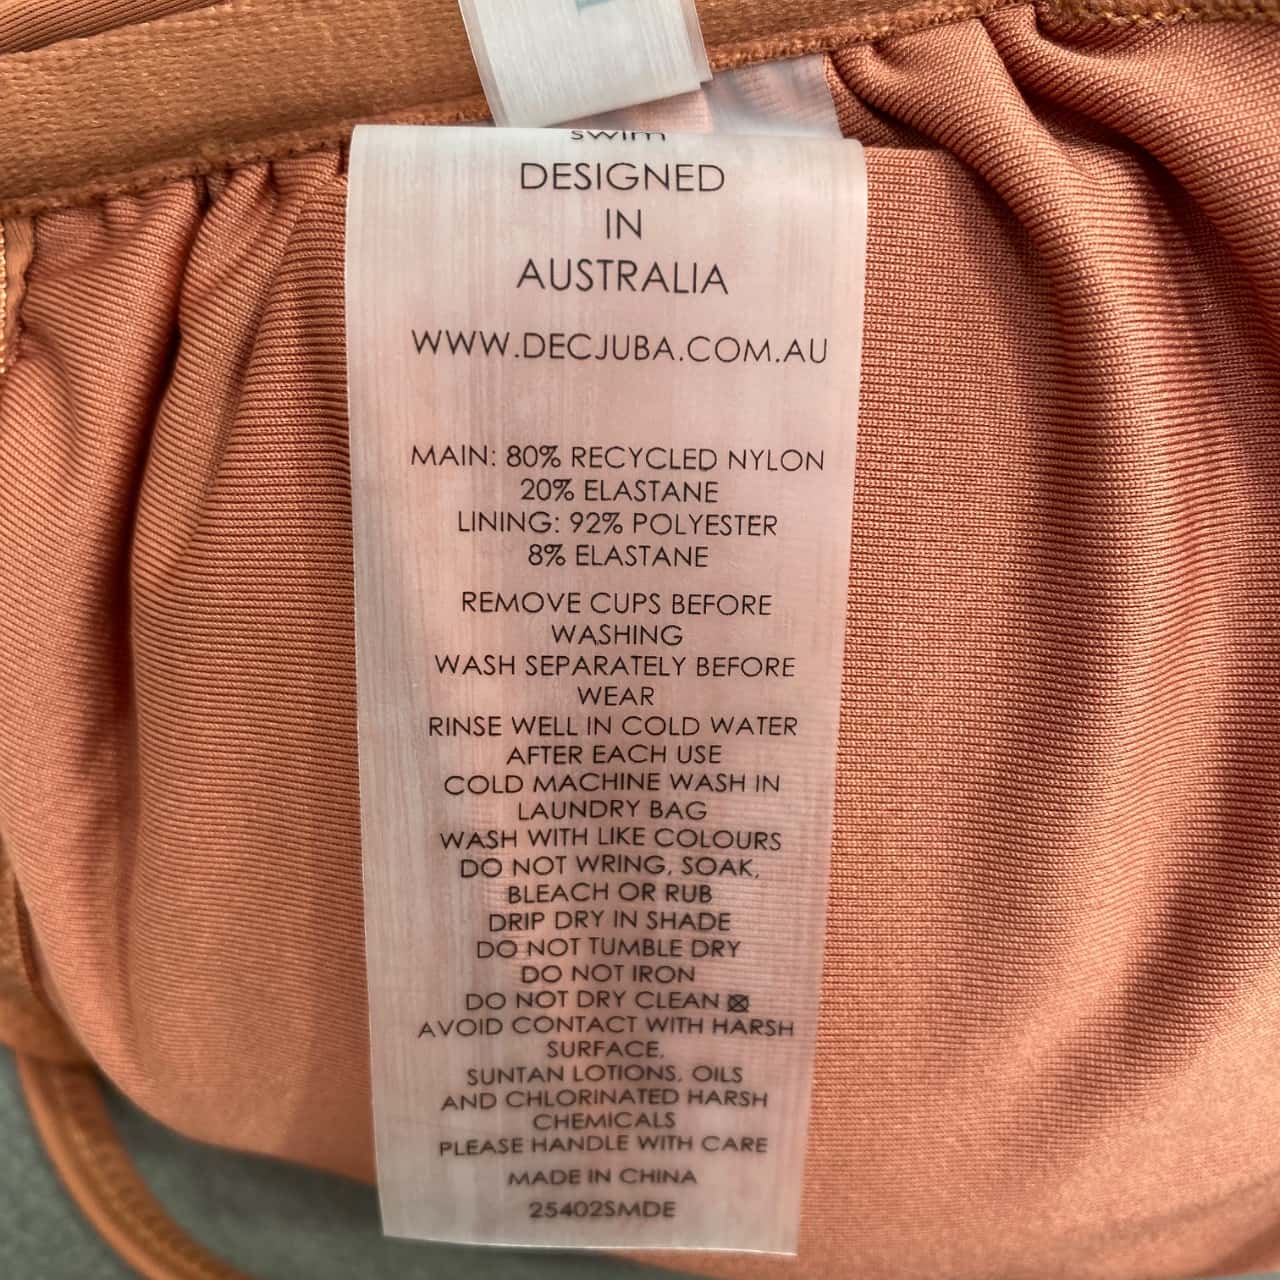 swim
DESIGNED
IN
AUSTRALIA
WWW.DECJUBA.COM.AU
MAIN: 80% RECYCLED NYLON
20% ELASTANE
LINING: 92% POLYESTER
8% ELASTANE
REMOVE CUPS BEFORE
WASHING
WASH SEPARATELY BEFORE
WEAR
RINSE WELL IN COLD WATER
AFTER EACH USE
COLD MACHINE WASH IN
LAUNDRY BAG
WASH WITH LIKE COLOURS
DO NOT WRING, SOAK,
BLEACH OR RUB
DRIP DRY IN SHADE
DO NOT TUMBLE DRY
DO NOT IRON
DO NOT DRY CLEAN
AVOID CONTACT WITH HARSH
SURFACE,
SUNTAN LOTIONS, OILS
AND CHLORINATED HARSH
CHEMICALS
PLEASE HANDLE WITH CARE
MADE IN CHINA
25402SMDE